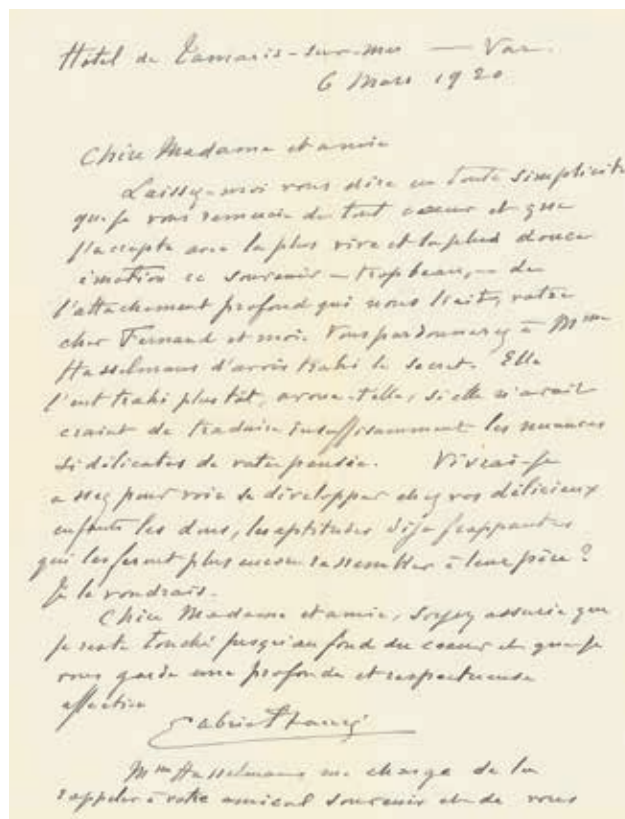 Hôtel de Tamaris-sur-mer — Var.
6 Mars 1920
Chère Madame et amie
Laissez-moi vous dire en toute simplicité
que je vous remercie de tout coeur et que
j'accepte avec la plus vive et la plus douce
émotion ce souvenir — trop beau, — de
l'attachement profond qui nous liait, votre
cher Fernand et moi. Vous pardonnerez à Mme
Hasselmans d'avoir trahi le secret. Elle
l'eut trahi plus tôt, avoue-t-elle, si elle n'avait
craint de traduire insuffisamment les nuances
si délicates de votre pensée. Vivrai-je
assez pour voir se développer chez vos délicieux
enfants les dons, les aptitudes déjà frappantes
qui les feront plus encore ressembler à leur père?
Je le voudrais.
Chère Madame et amie, soyez assurée que
je reste touché jusqu'au fond du coeur et que je
vous garde une profonde et respectueuse
affection
Gabriel Fauré
Mme Hasselmans me charge de la
rappeler à votre amical souvenir et de vous